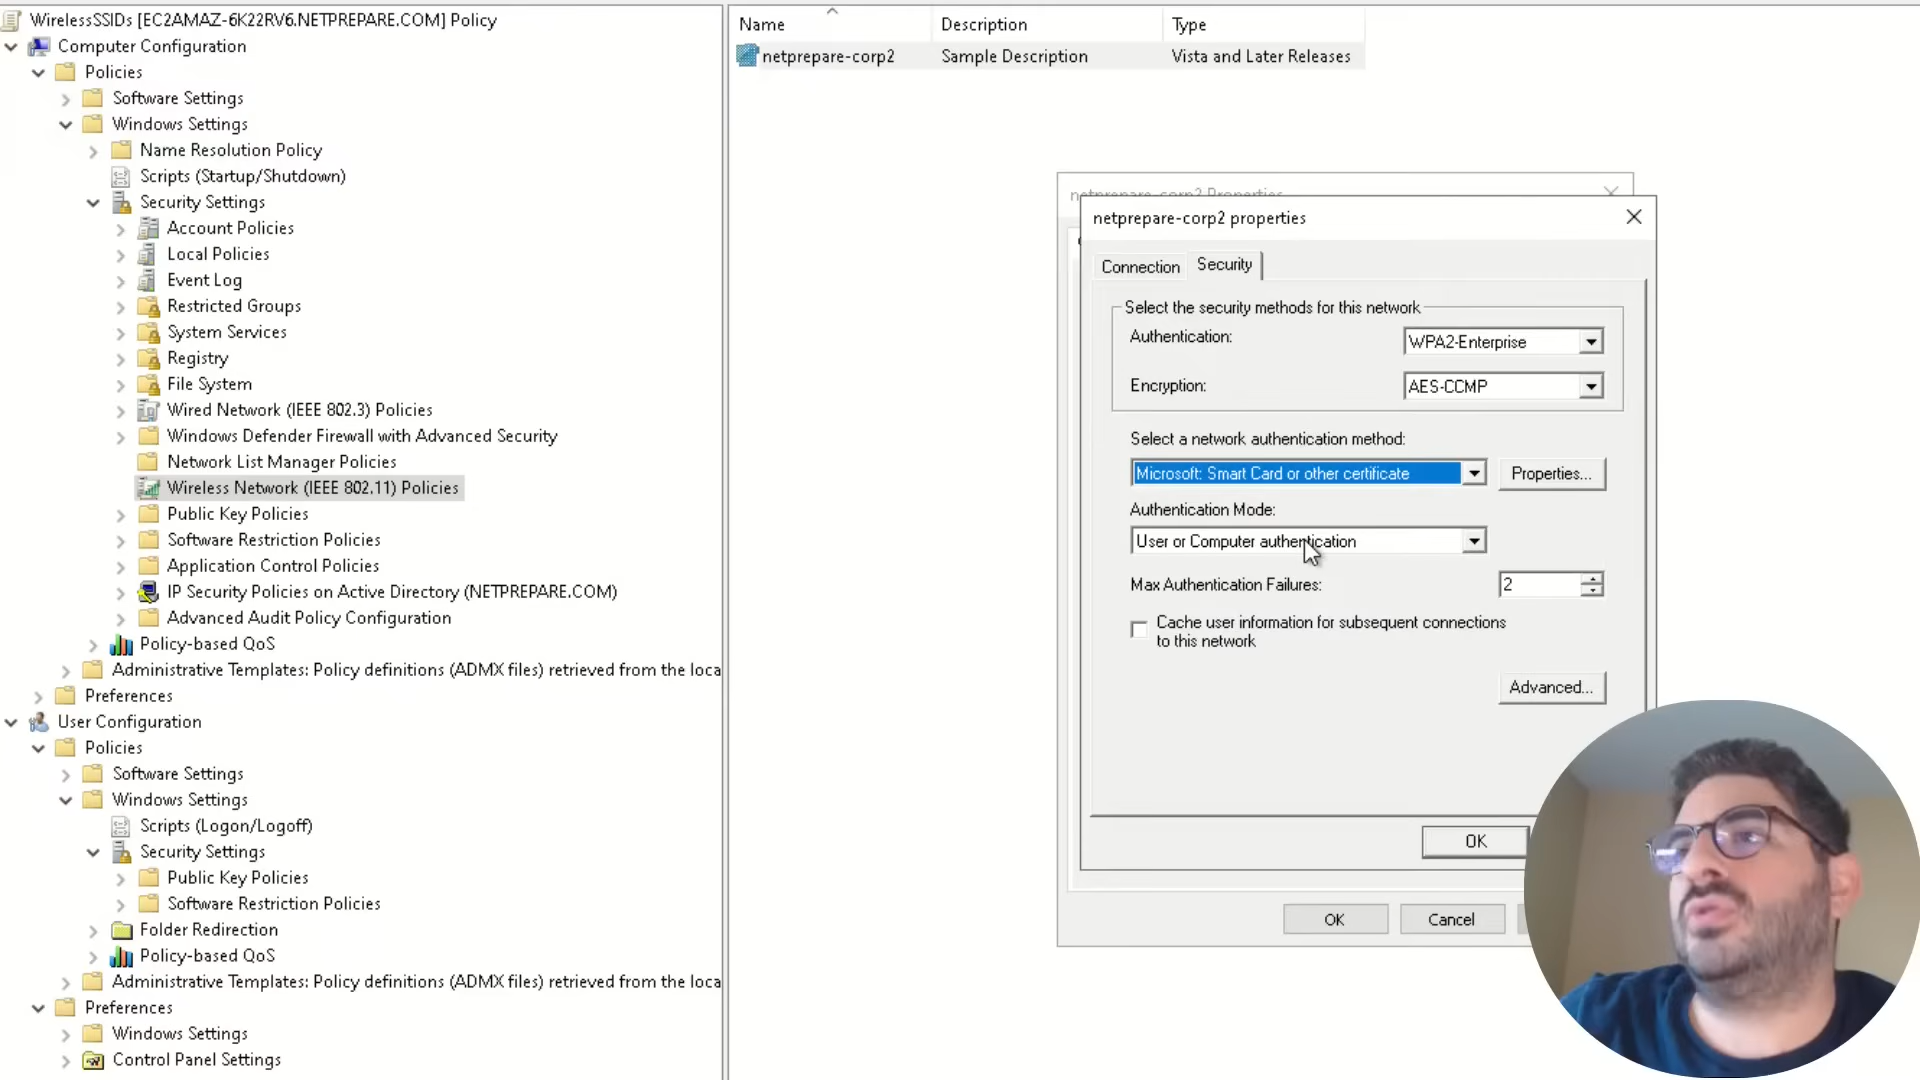 WirelessSSIDs [EC2AMAZ-6K22RV6.NETPREPARE.COM] Policy
Computer Configuration
Policies
Software Settings
Windows Settings
Name Resolution Policy
Scripts (Startup/Shutdown)
Security Settings
Account Policies
Local Policies
Event Log
Restricted Groups
System Services
Registry
File System
Wired Network (IEEE 802.3) Policies
Windows Defender Firewall with Advanced Security
Network List Manager Policies
Wireless Network (IEEE 802.11) Policies
Public Key Policies
Software Restriction Policies
Application Control Policies
IP Security Policies on Active Directory (NETPREPARE.COM)
Advanced Audit Policy Configuration
Policy-based QoS
Administrative Templates: Policy definitions (ADMX files) retrieved from the loca
Preferences
User Configuration
Policies
Software Settings
Windows Settings
Scripts (Logon/Logoff)
Security Settings
Public Key Policies
Software Restriction Policies
Folder Redirection
Policy-based QoS
Administrative Templates: Policy definitions (ADMX files) retrieved from the loca
Preferences
Windows Settings
Control Panel Settings
Name Description Type
netprepare-corp2 Sample Description Vista and Later Releases
netprepare-corp2 Properties
netprepare-corp2 properties
Connection Security
Select the security methods for this network
Authentication: WPA2-Enterprise
Encryption: AES-CCMP
Select a network authentication method:
Microsoft: Smart Card or other certificate Properties...
Authentication Mode:
User or Computer authentication
Max Authentication Failures: 2
Cache user information for subsequent connections
to this network
Advanced...
OK
OK Cancel